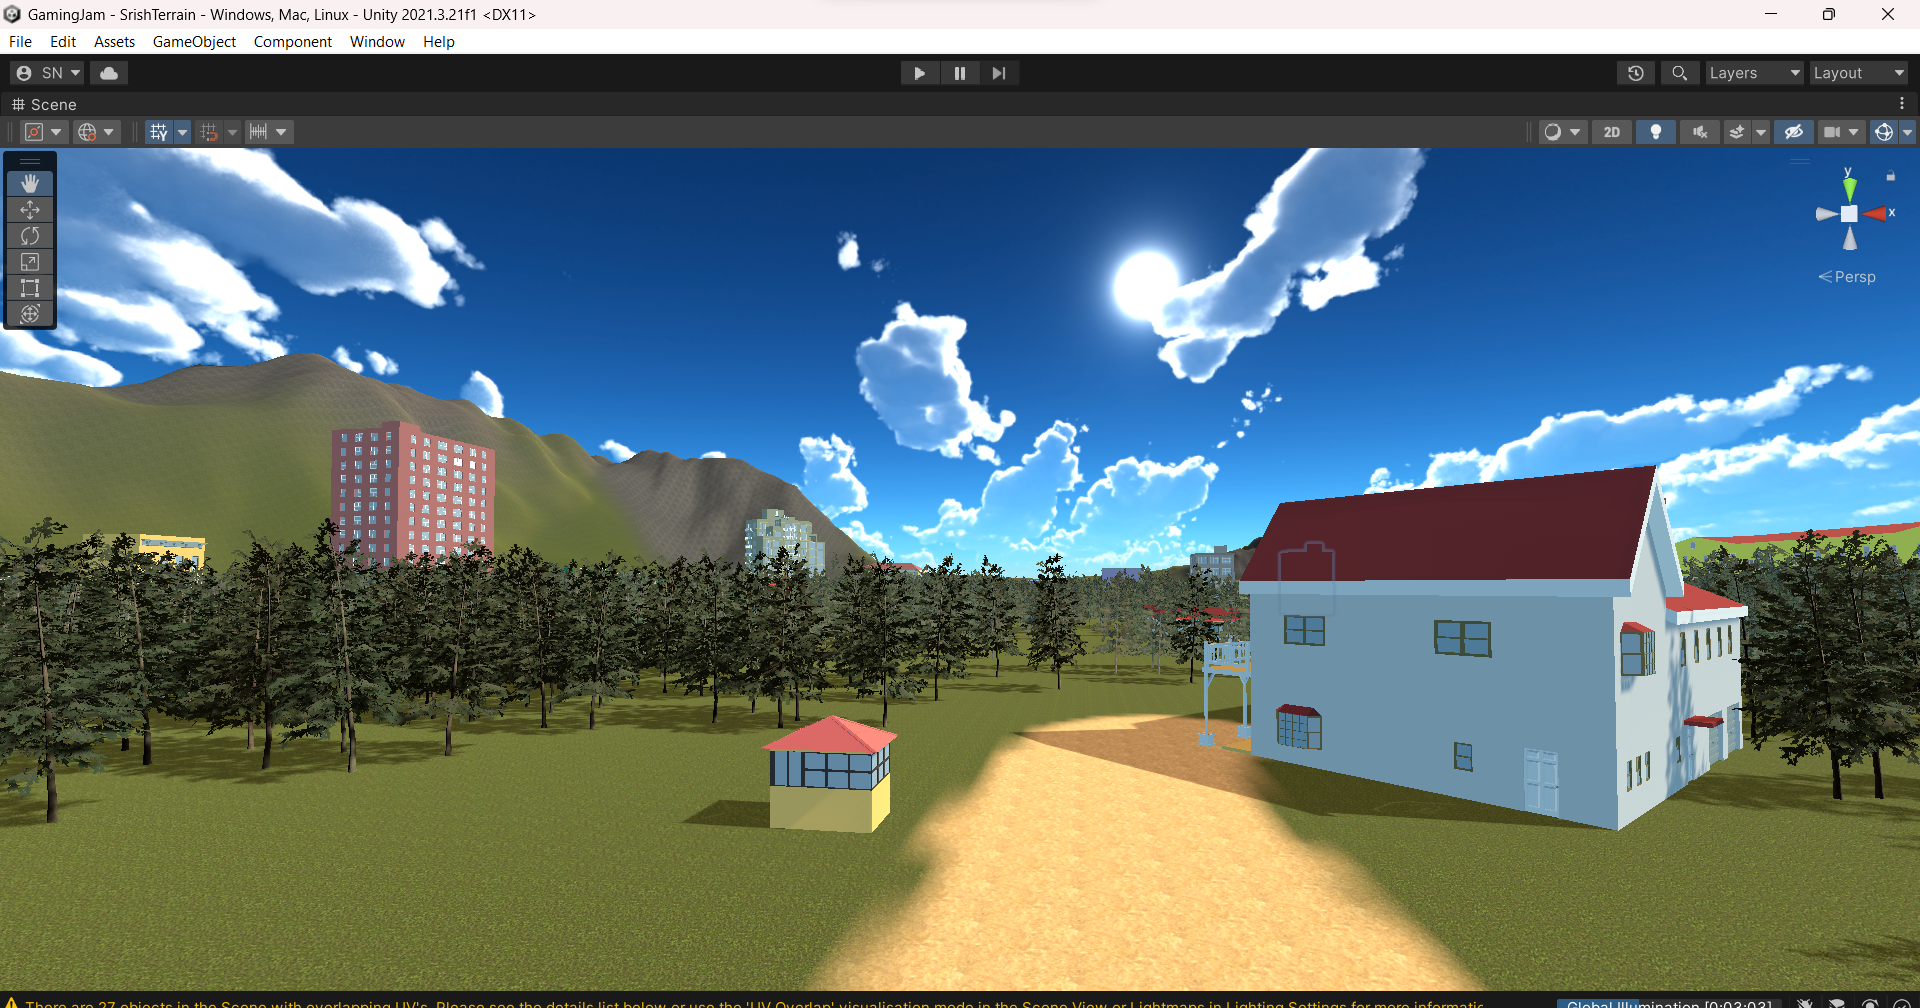 GamingJam - SrishTerrain - Windows, Mac, Linux - Unity 2021.3.21f1 <DX11>
File Edit Assets GameObject Component Window Help
SN Layers Layout
Scene
2D
y
x
Persp
There are 27 objects in the Scene with overlapping UV's. Please see the details list below or use the 'UV Overlap' visualisation mode in the Scene View or Lightmaps in Lighting Settings for more
Global Illumination [0:03:03]